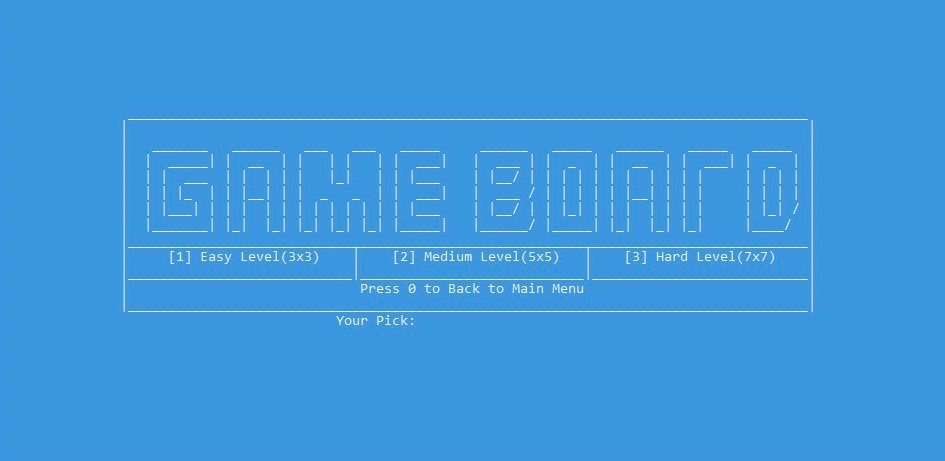 GAME BOARD
[1] Easy Level(3x3) [2] Medium Level(5x5) [3] Hard Level(7x7)
Press 0 to Back to Main Menu
Your Pick: